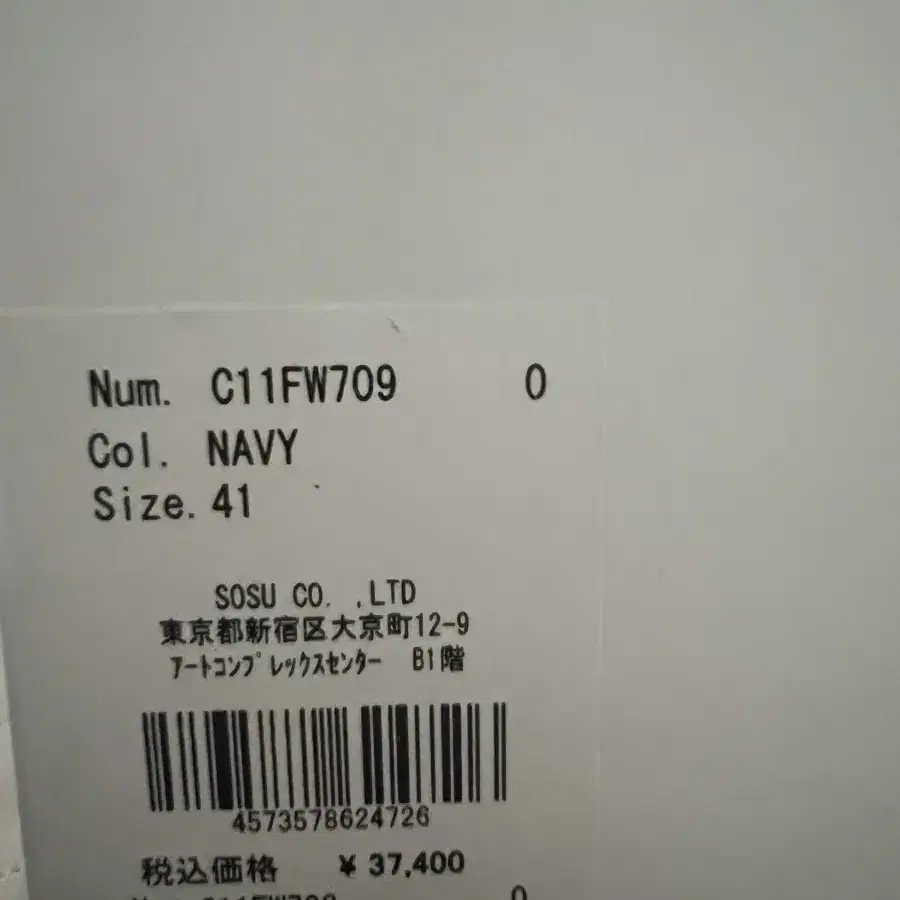 Num. C11FW709 0
Col. NAVY
Size. 41
SOSU CO. ,LTD
東京都新宿区大京町12-9
ｱｰﾄｺﾝﾌﾟﾚｯｸｽｾﾝﾀｰ B1階
4573578624726
税込価格 ¥ 37,400